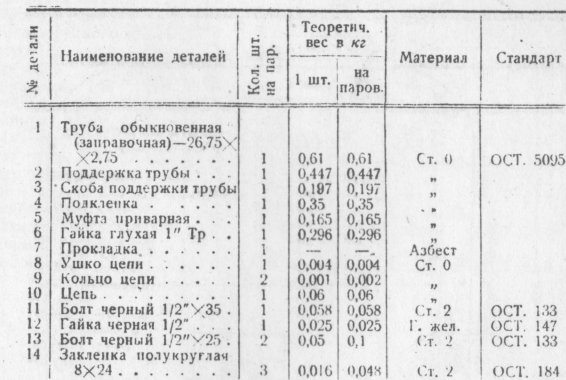 № детали | Наименование деталей | Кол. шт. на пар. | Теоретич. вес в кг | Материал | Стандарт
1 шт. | на паров.
1 | Труба обыкновенная
(заправочная)—26,75×
×2,75 . . . . . . . | 1 | 0,61 | 0,61 | Ст. 0 | ОСТ. 5095
2 | Поддержка трубы . . . | 1 | 0,447 | 0,447 | „
3 | Скоба поддержки трубы | 1 | 0,197 | 0,197 | „
4 | Подклепка . . . . . | 1 | 0,35 | 0,35 | „
5 | Муфта приварная . . . | 1 | 0,165 | 0,165 | „
6 | Гайка глухая 1″ Тр . . | 1 | 0,296 | 0,296 | „
7 | Прокладка . . . . . . | 1 | — | — | Азбест
8 | Ушко цепи . . . . . | 1 | 0,004 | 0,004 | Ст. 0
9 | Кольцо цепи . . . . | 2 | 0,001 | 0,002 | „
10 | Цепь . . . . . . . | 1 | 0,06 | 0,06 | „
11 | Болт черный 1/2″×35 . | 1 | 0,058 | 0,058 | Ст. 2 | ОСТ. 133
12 | Гайка черная 1/2″ . . | 1 | 0,025 | 0,025 | Г. жел. | ОСТ. 147
13 | Болт черный 1/2″×25 . | 2 | 0,05 | 0,1 | Ст. 2 | ОСТ. 133
14 | Заклепка полукруглая
8×24 . . . . . . . | 3 | 0,016 | 0,048 | Ст. 2 | ОСТ. 184